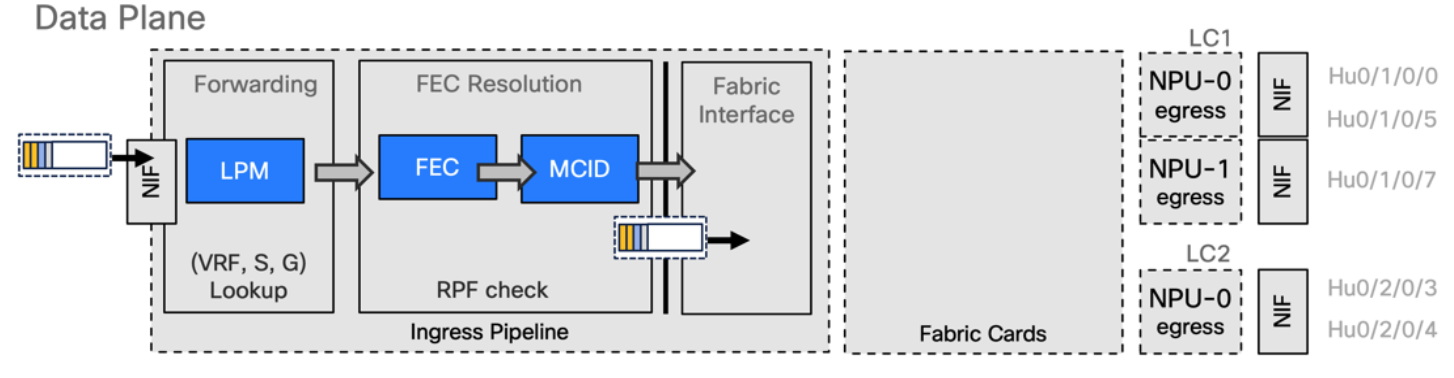 Data Plane
Forwarding
FEC Resolution
Fabric
Interface
NIF
LPM
FEC
MCID
(VRF, S, G)
Lookup
RPF check
Ingress Pipeline
Fabric Cards
LC1
NPU-0
egress
NIF
Hu0/1/0/0
Hu0/1/0/5
NPU-1
egress
NIF
Hu0/1/0/7
LC2
NPU-0
egress
NIF
Hu0/2/0/3
Hu0/2/0/4